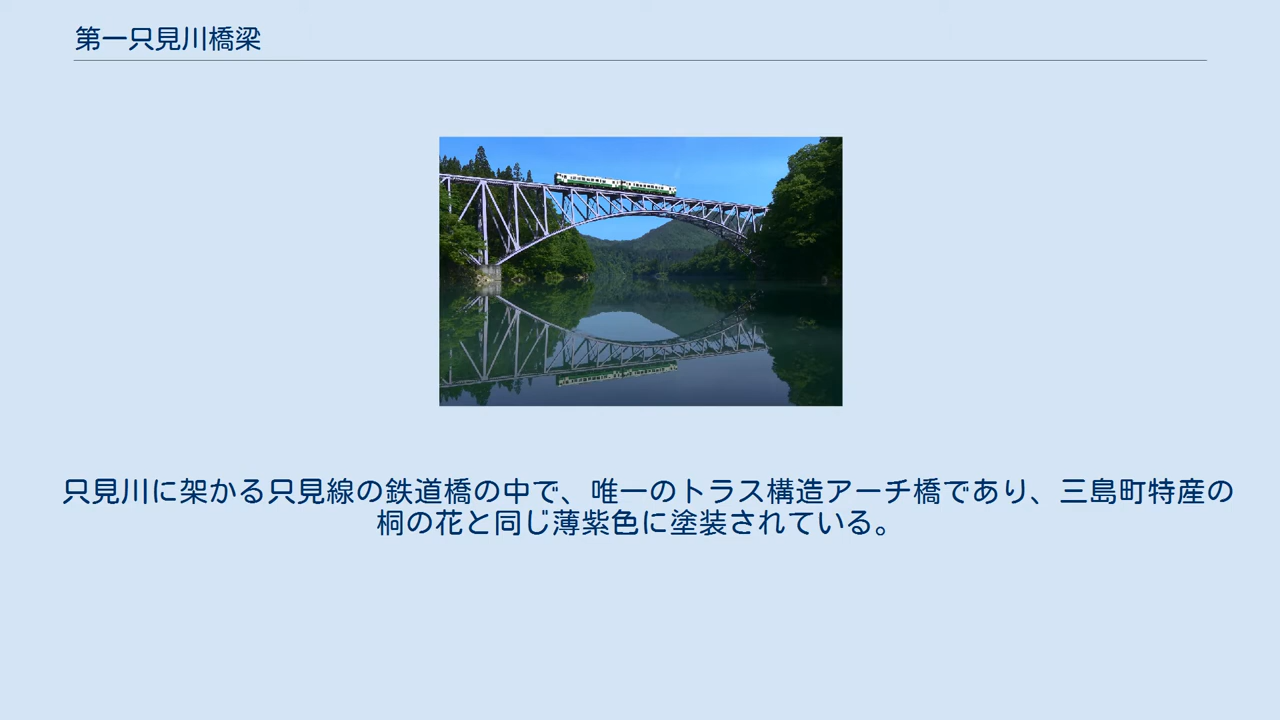 第一只見川橋梁
只見川に架かる只見線の鉄道橋の中で、唯一のトラス構造アーチ橋であり、三島町特産の
桐の花と同じ薄紫色に塗装されている。